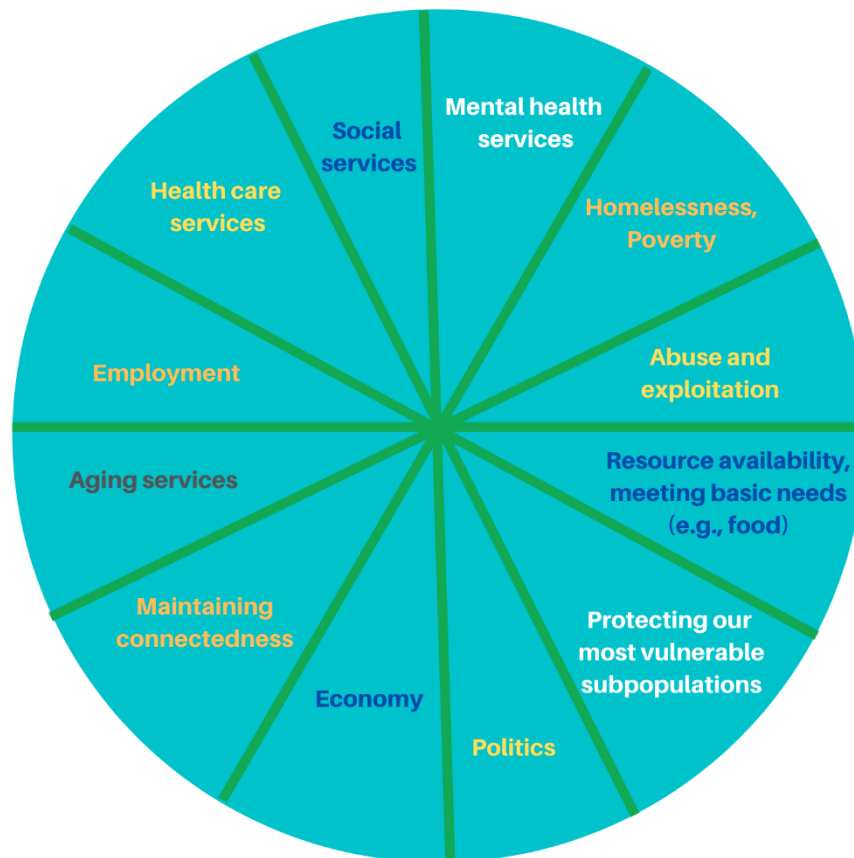 Mental health
services
Homelessness,
Poverty
Abuse and
exploitation
Resource availability,
meeting basic needs
(e.g., food)
Protecting our
most vulnerable
subpopulations
Politics
Economy
Maintaining
connectedness
Aging services
Employment
Health care
services
Social
services